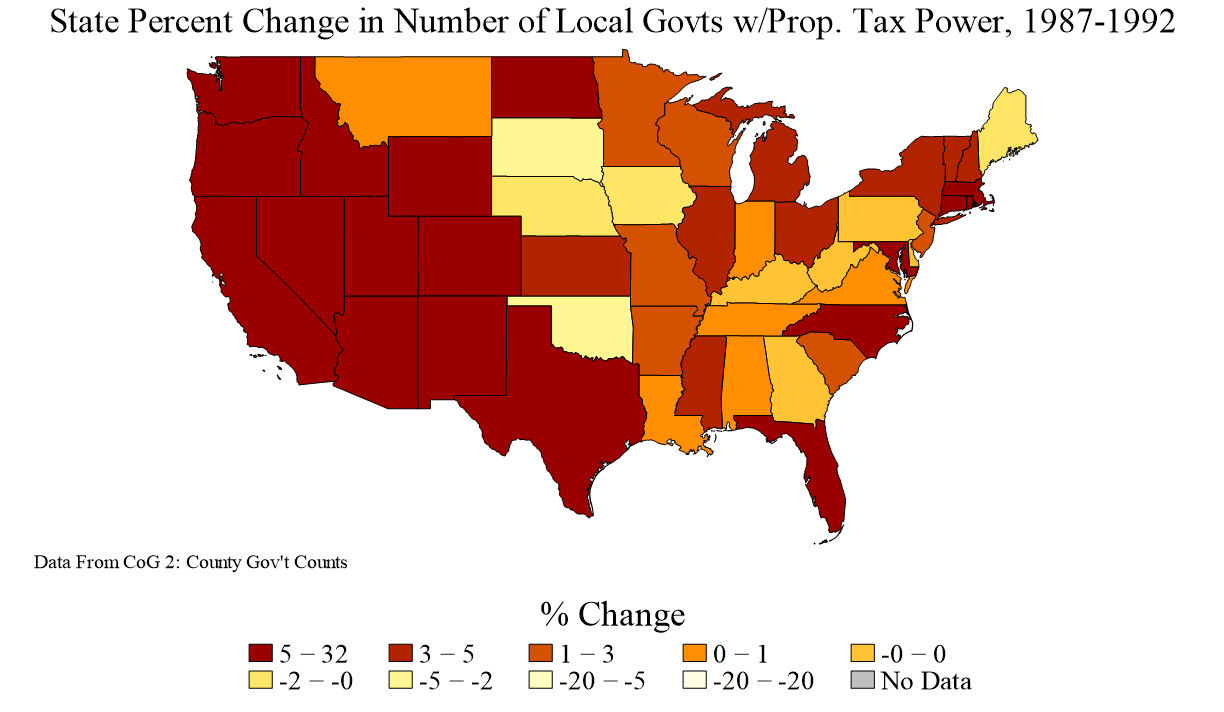 State Percent Change in Number of Local Govts w/Prop. Tax Power, 1987-1992
Data From CoG 2: County Gov't Counts
% Change
5 − 32 3 − 5 1 − 3 0 − 1 -0 − 0
-2 − -0 -5 − -2 -20 − -5 -20 − -20 No Data